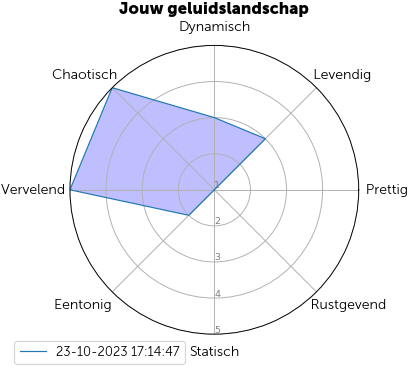 Jouw geluidslandschap
Dynamisch
Chaotisch
Levendig
Vervelend
Prettig
1
2
3
4
5
Eentonig
Rustgevend
Statisch
23-10-2023 17:14:47